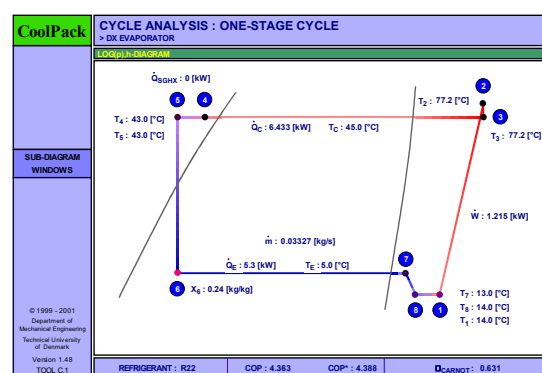 CoolPack
CYCLE ANALYSIS : ONE-STAGE CYCLE
> DX EVAPORATOR
LOG(p),h-DIAGRAM
SUB-DIAGRAM
WINDOWS
© 1999 - 2001
Department of
Mechanical Engineering
Technical University
of Denmark
Version 1.48
TOOL C.1
Q̇SGHX : 0 [kW]
5 4
2
T2 : 77.2 [°C]
3
T4 : 43.0 [°C]
T5 : 43.0 [°C]
Q̇C : 6.433 [kW] TC : 45.0 [°C]
T3 : 77.2 [°C]
Ẇ : 1.215 [kW]
ṁ : 0.03327 [kg/s]
7
Q̇E : 5.3 [kW] TE : 5.0 [°C]
6 X6 : 0.24 [kg/kg]
8 1
T7 : 13.0 [°C]
T8 : 14.0 [°C]
T1 : 14.0 [°C]
REFRIGERANT : R22 COP : 4.363 COP* : 4.388 CARNOT : 0.631